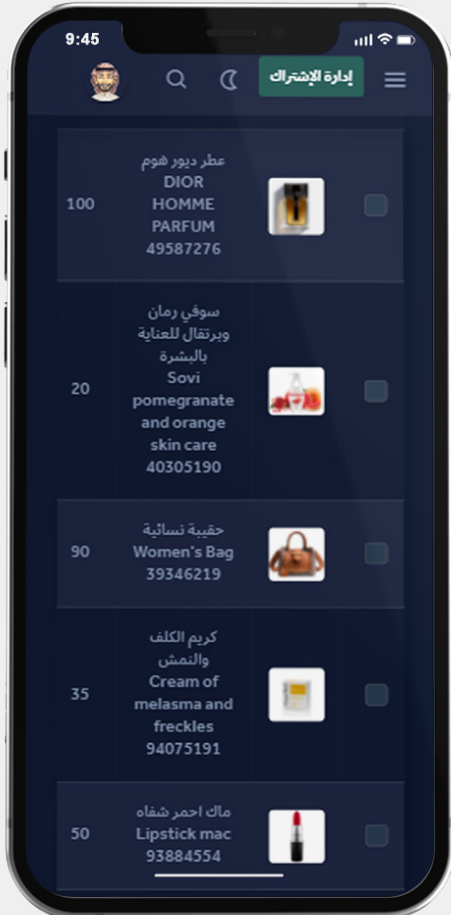 9:45
إدارة الإشتراك
عطر ديور هوم
DIOR
HOMME
PARFUM
49587276
100
سوفي رمان
وبرتقال للعناية
بالبشرة
Sovi
pomegranate
and orange
skin care
40305190
20
حقيبة نسائية
Women's Bag
39346219
90
كريم الكلف
والنمش
Cream of
melasma and
freckles
94075191
35
ماك احمر شفاه
Lipstick mac
93884554
50